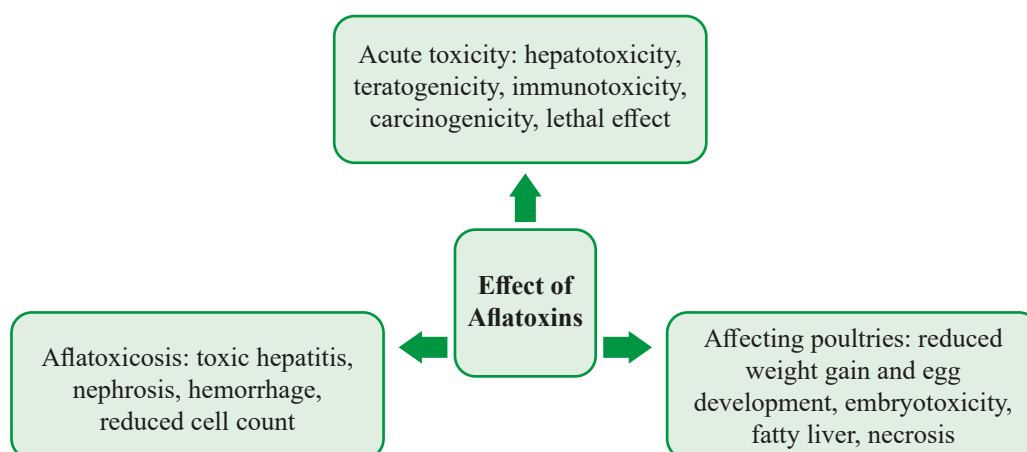 Acute toxicity: hepatotoxicity,
teratogenicity, immunotoxicity,
carcinogenicity, lethal effect
Effect of
Aflatoxins
Aflatoxicosis: toxic hepatitis,
nephrosis, hemorrhage,
reduced cell count
Affecting poultries: reduced
weight gain and egg
development, embryotoxicity,
fatty liver, necrosis